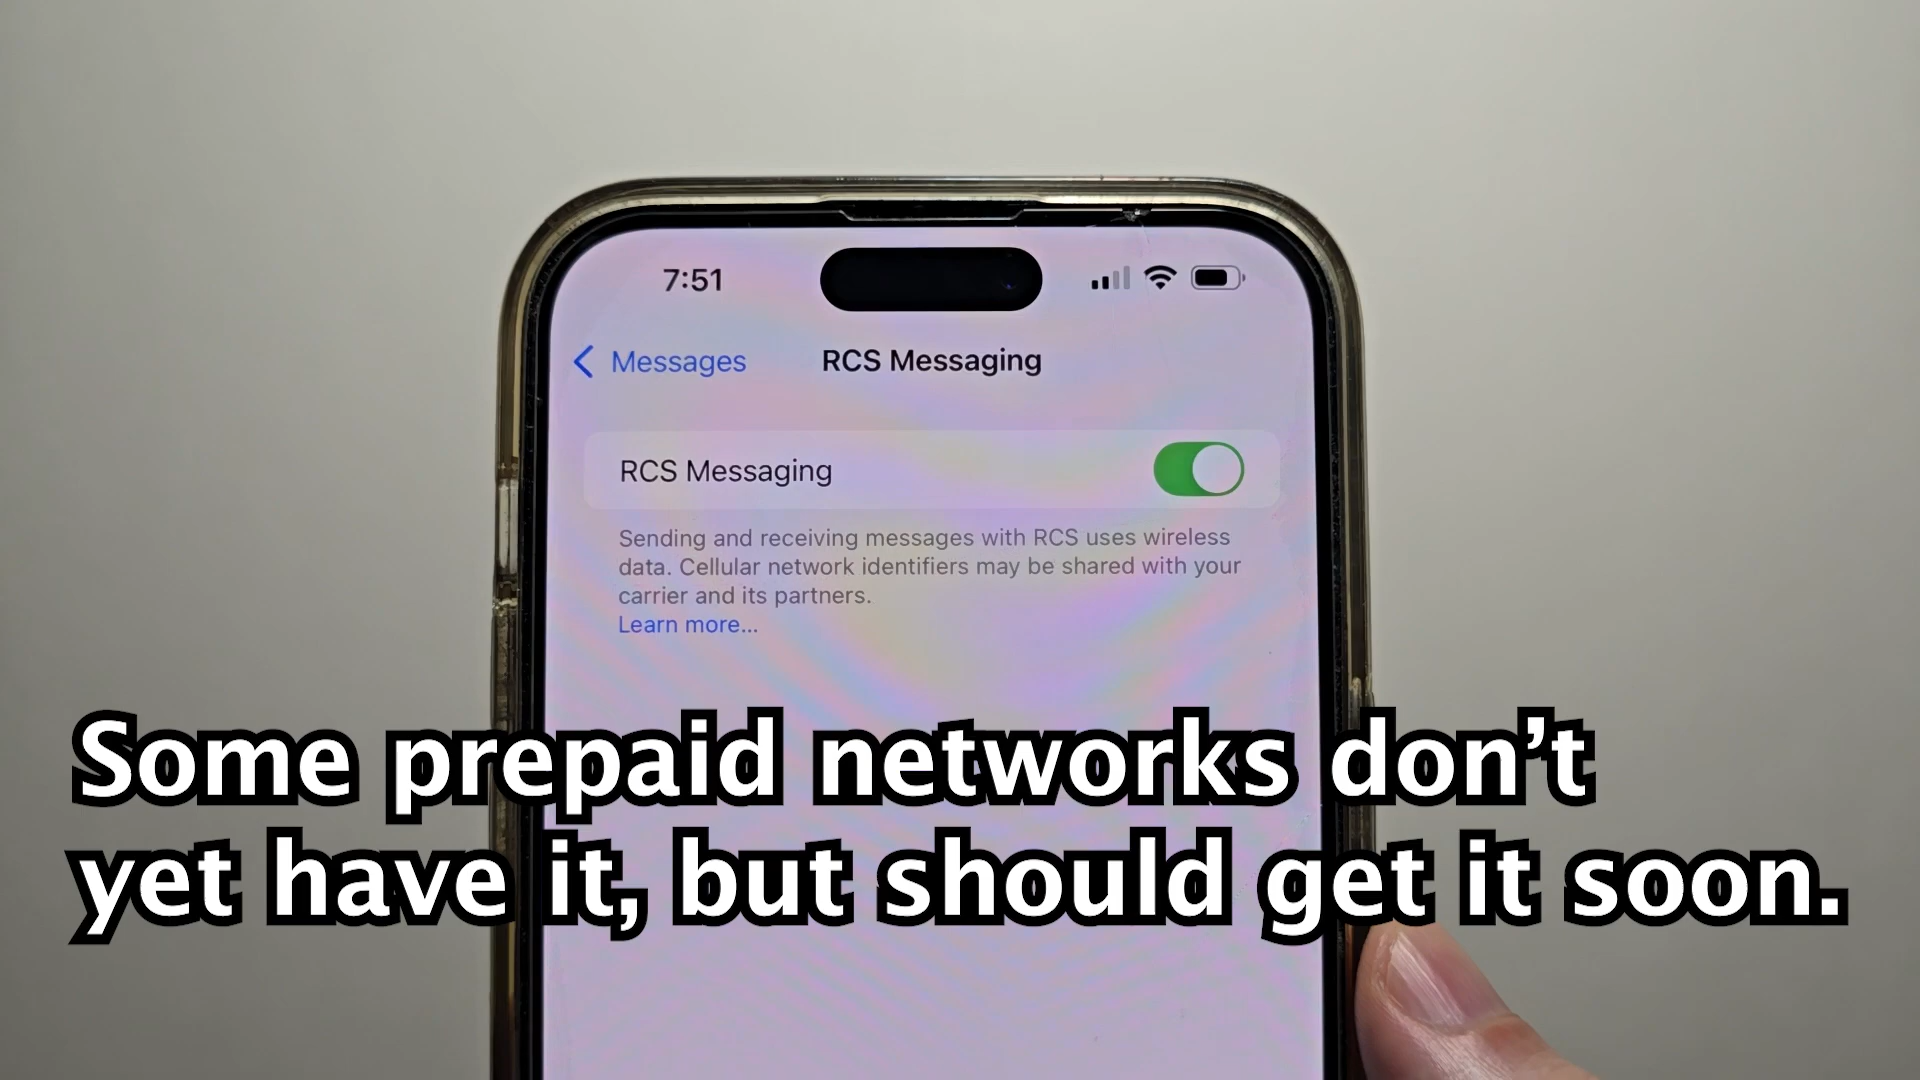 7:51
Messages
RCS Messaging
RCS Messaging
Sending and receiving messages with RCS uses wireless
data. Cellular network identifiers may be shared with your
carrier and its partners.
Learn more...
Some prepaid networks don’t
yet have it, but should get it soon.